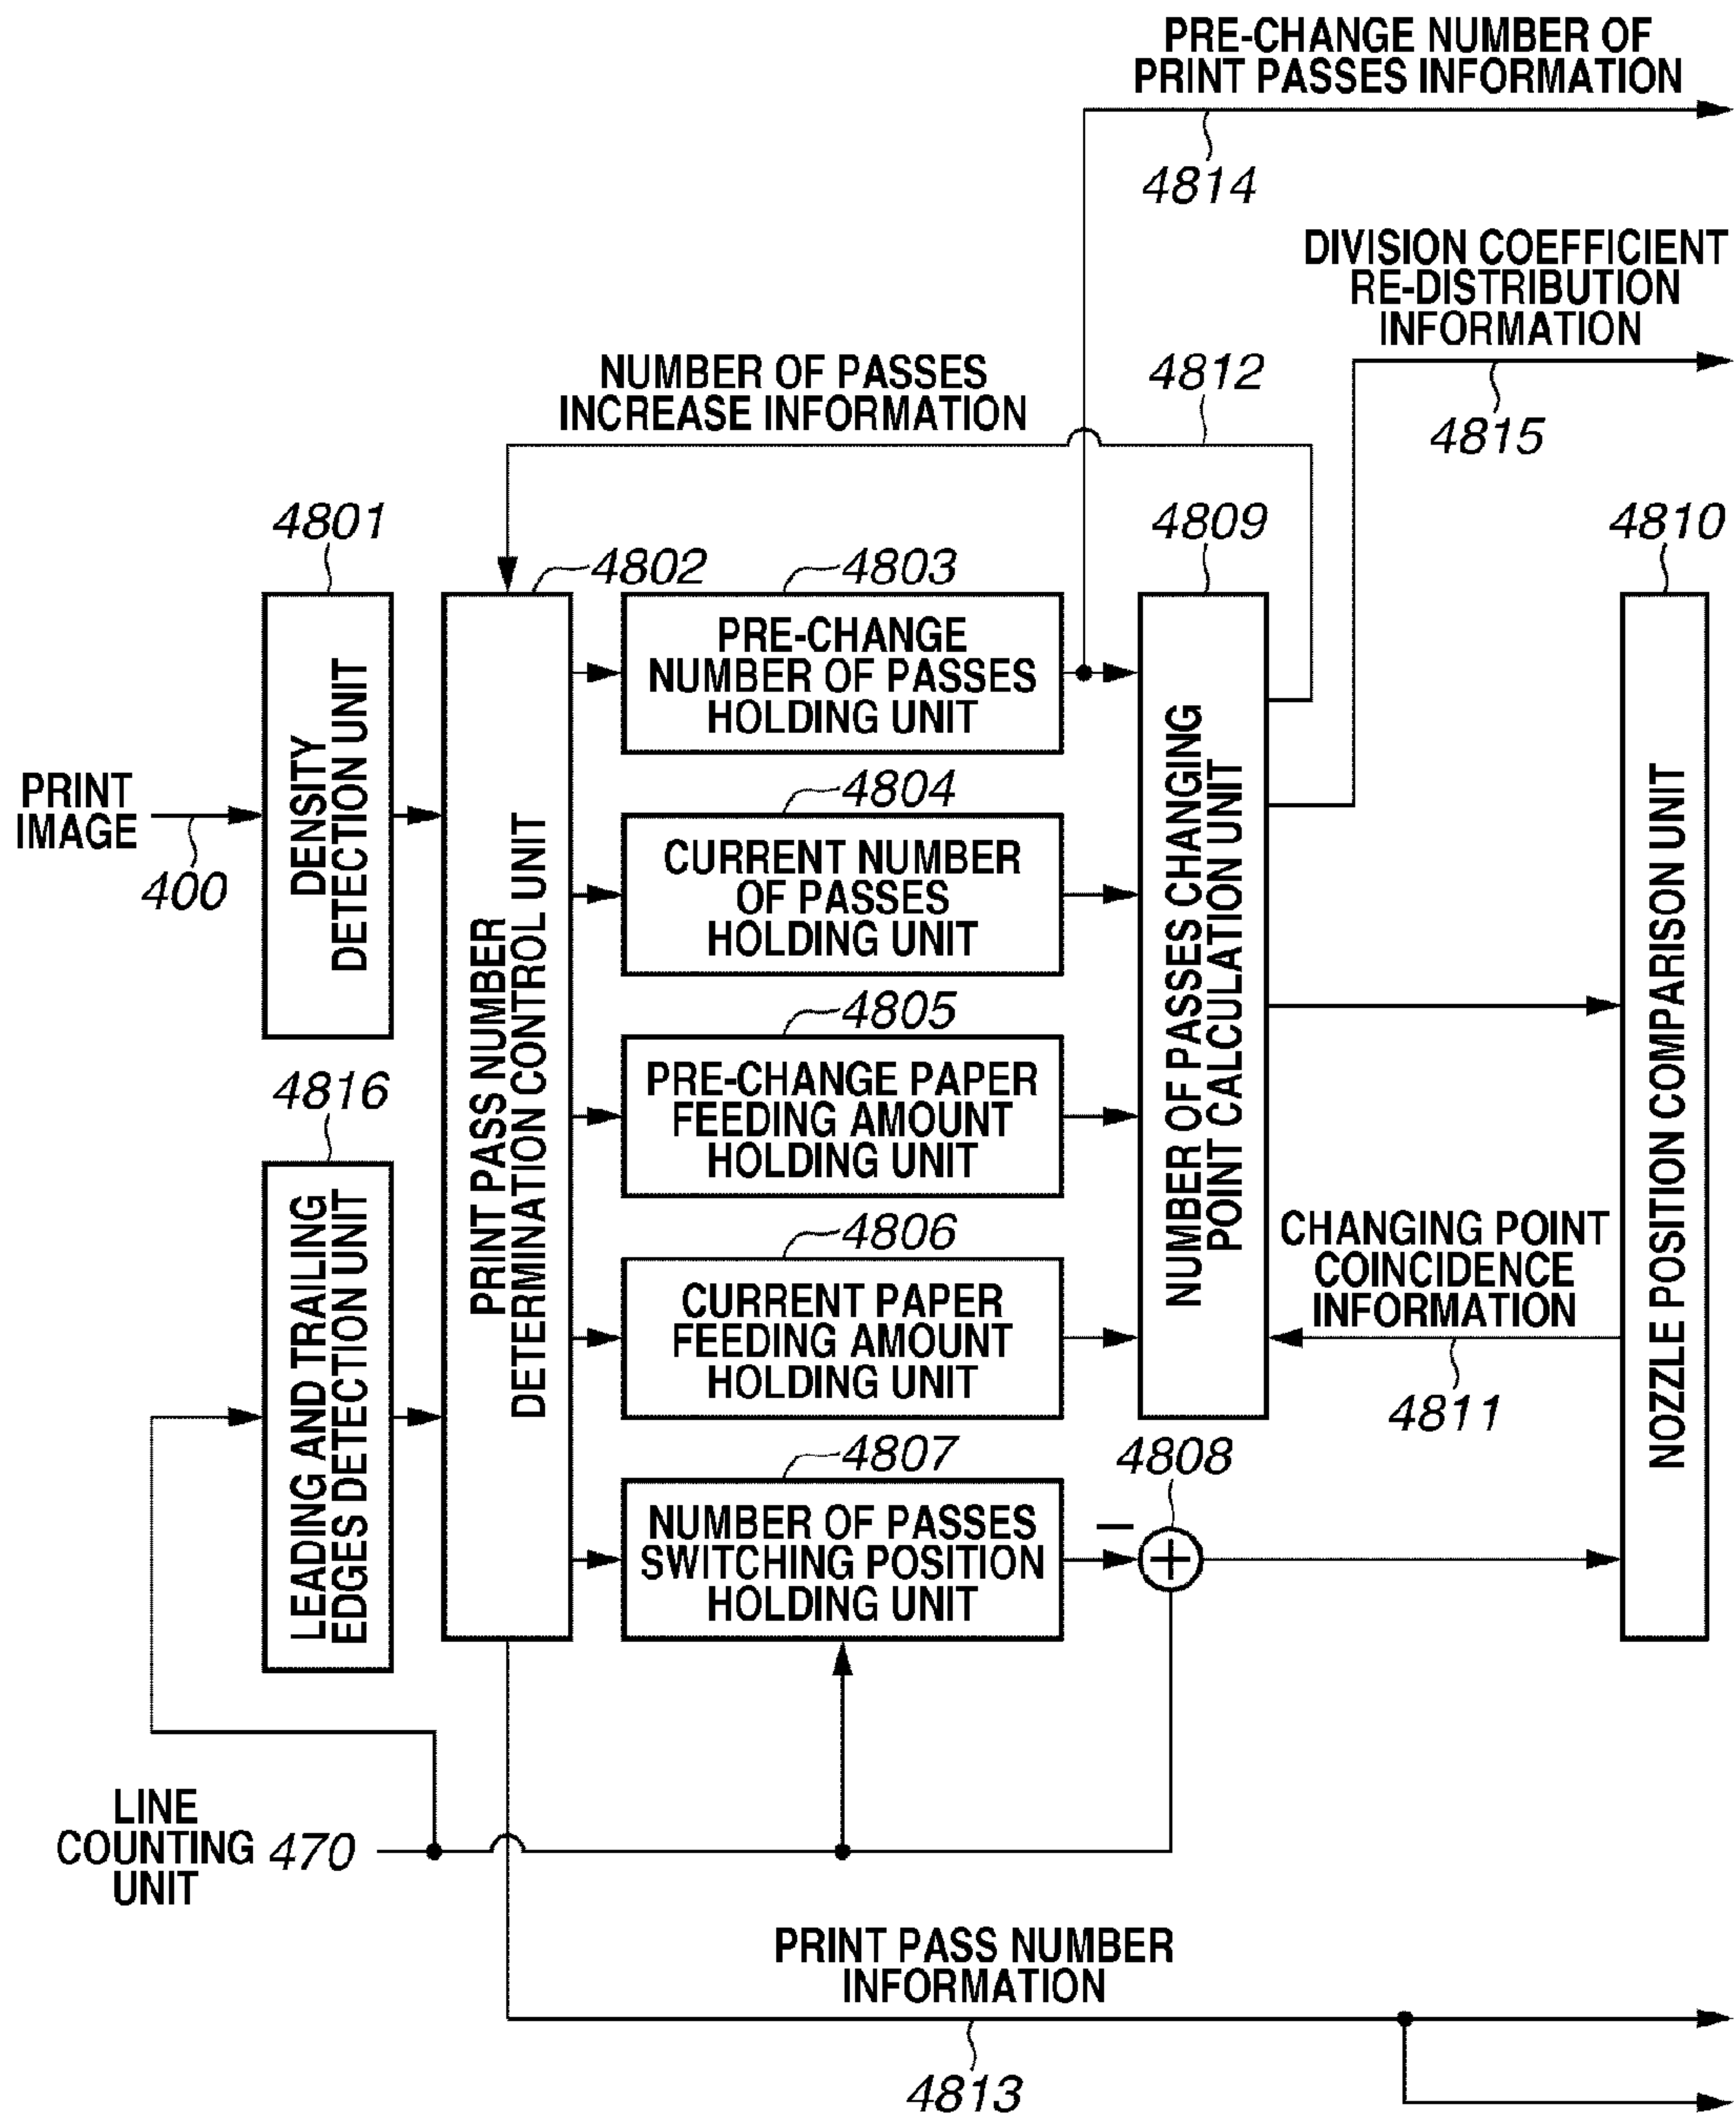 PRE-CHANGE NUMBER OF
PRINT PASSES INFORMATION
4814
DIVISION COEFFICIENT
RE-DISTRIBUTION
INFORMATION
4815
NUMBER OF PASSES
INCREASE INFORMATION
4812
4801
4802
4803
4809
4810
DENSITY
DETECTION UNIT
PRINT
IMAGE
400
PRINT PASS NUMBER
DETERMINATION CONTROL UNIT
PRE-CHANGE
NUMBER OF PASSES
HOLDING UNIT
4804
CURRENT NUMBER
OF PASSES
HOLDING UNIT
4805
PRE-CHANGE PAPER
FEEDING AMOUNT
HOLDING UNIT
4806
CURRENT PAPER
FEEDING AMOUNT
HOLDING UNIT
4807
NUMBER OF PASSES
SWITCHING POSITION
HOLDING UNIT
NUMBER OF PASSES CHANGING
POINT CALCULATION UNIT
NOZZLE POSITION COMPARISON UNIT
CHANGING POINT
COINCIDENCE
INFORMATION
4811
4808
−
+
4816
LEADING AND TRAILING
EDGES DETECTION UNIT
LINE
COUNTING 470
UNIT
PRINT PASS NUMBER
INFORMATION
4813